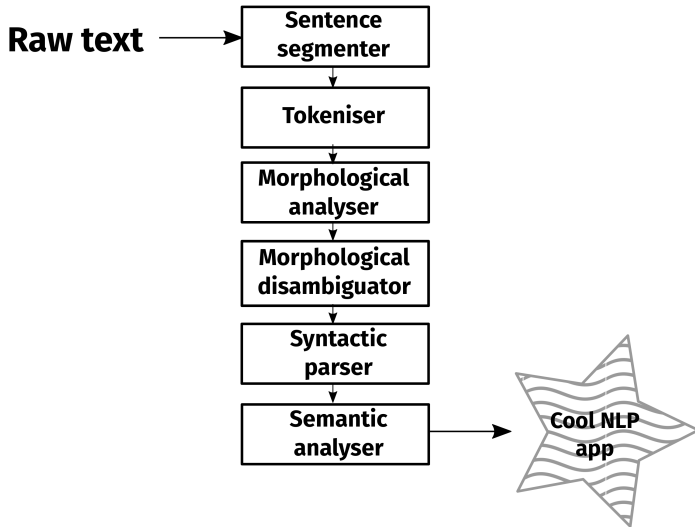 Raw text
Sentence
segmenter
Tokeniser
Morphological
analyser
Morphological
disambiguator
Syntactic
parser
Semantic
analyser
Cool NLP
app